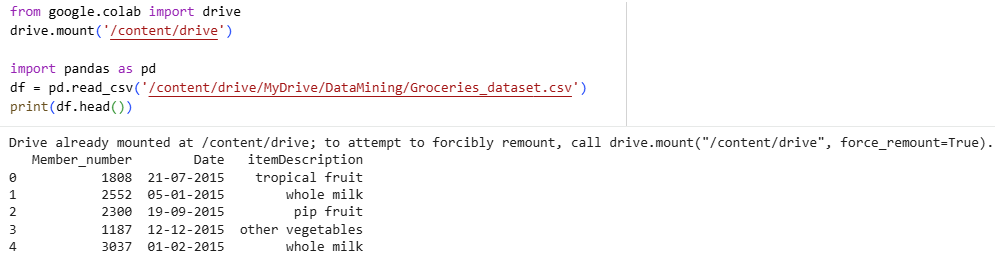 from google.colab import drive
drive.mount('/content/drive')
import pandas as pd
df = pd.read_csv('/content/drive/MyDrive/DataMining/Groceries_dataset.csv')
print(df.head())
Drive already mounted at /content/drive; to attempt to forcibly remount, call drive.mount("/content/drive", force_remount=True).
   Member_number        Date   itemDescription
0           1808  21-07-2015    tropical fruit
1           2552  05-01-2015        whole milk
2           2300  19-09-2015         pip fruit
3           1187  12-12-2015  other vegetables
4           3037  01-02-2015        whole milk